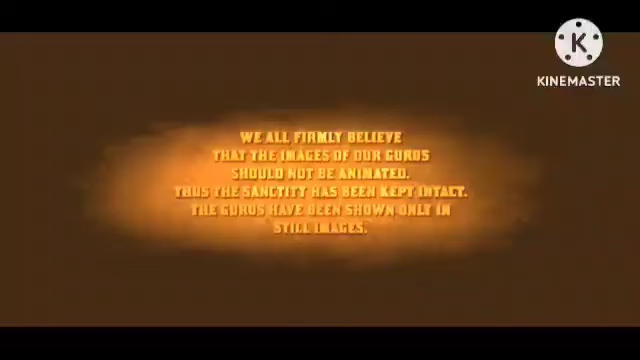 KINEMASTER
WE ALL FIRMLY BELIEVE
THAT THE IMAGES OF OUR GURUS
SHOULD NOT BE ANIMATED.
THUS THE SANCTITY HAS BEEN KEPT INTACT.
THE GURUS HAVE BEEN SHOWN ONLY IN
STILL IMAGES.